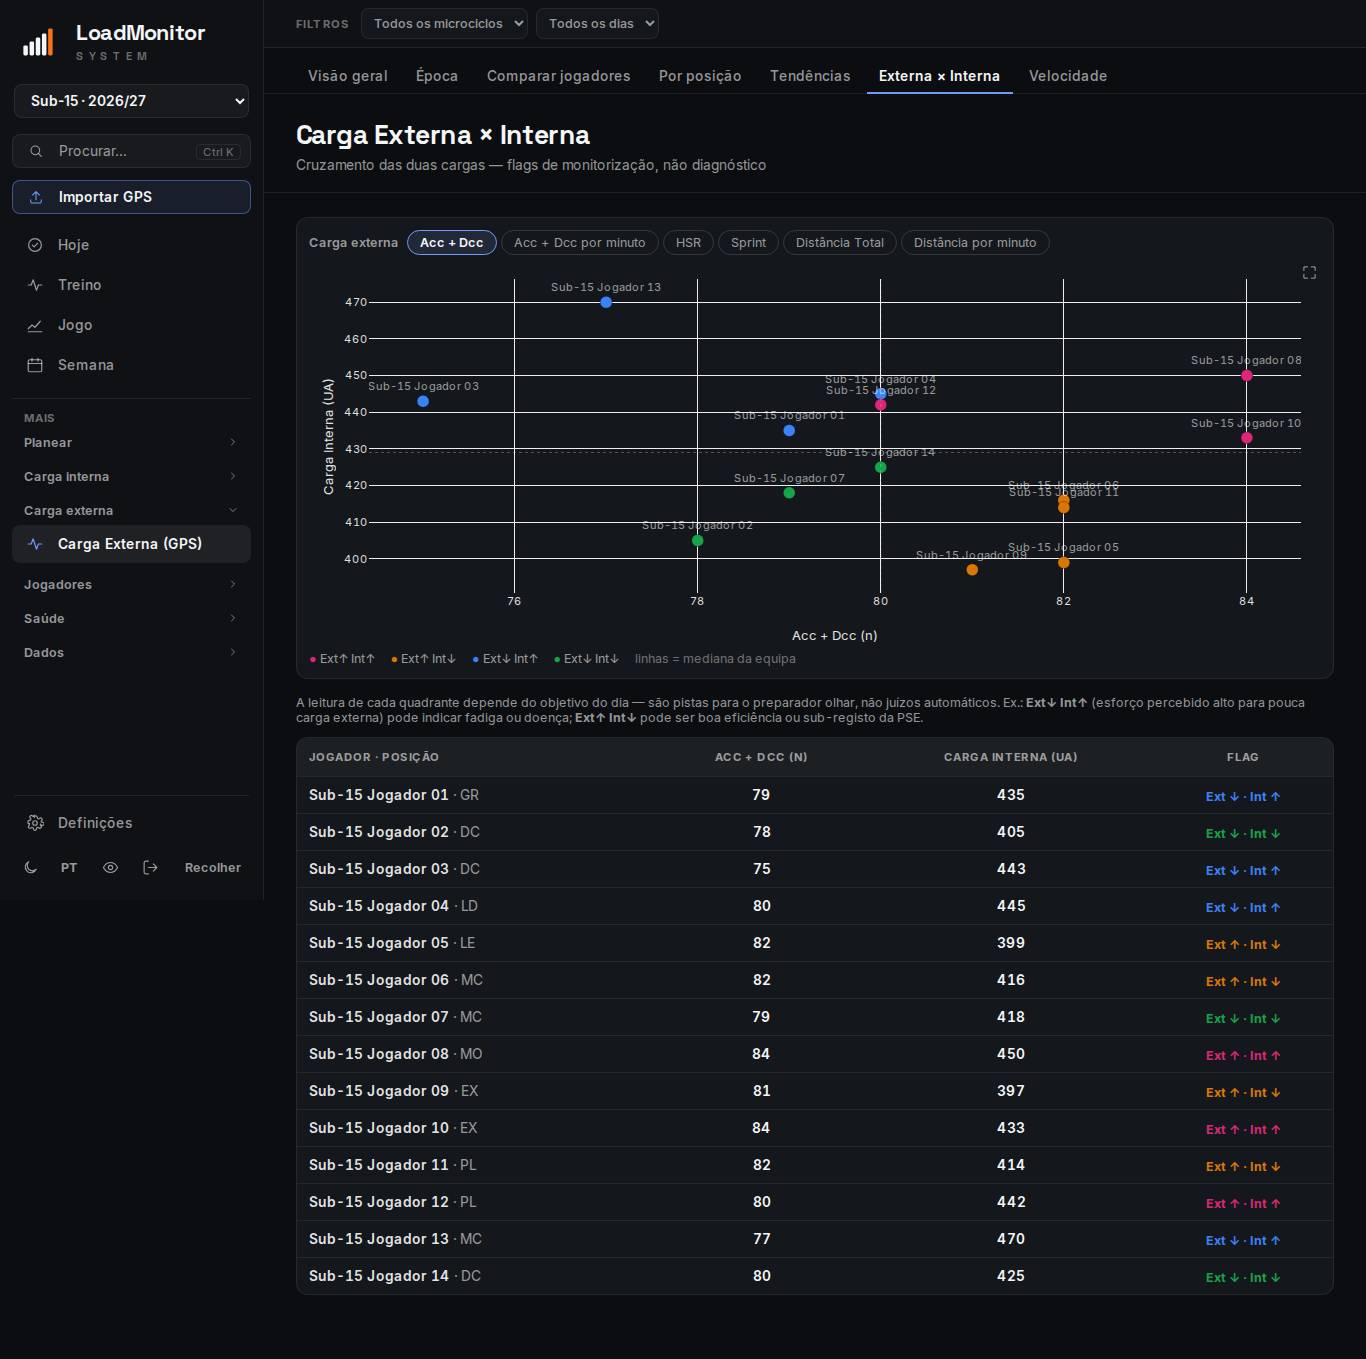 LoadMonitor
SYSTEM
Sub-15 · 2026/27
Procurar...
Ctrl K
Importar GPS
Hoje
Treino
Jogo
Semana
MAIS
Planear
Carga interna
Carga externa
Carga Externa (GPS)
Jogadores
Saúde
Dados
Definições
PT
Recolher
FILTROS
Todos os microciclos
Todos os dias
Visão geral
Época
Comparar jogadores
Por posição
Tendências
Externa × Interna
Velocidade
Carga Externa × Interna
Cruzamento das duas cargas — flags de monitorização, não diagnóstico
Carga externa
Acc + Dcc
Acc + Dcc por minuto
HSR
Sprint
Distância Total
Distância por minuto
Carga Interna (UA)
470
460
450
440
430
420
410
400
Sub-15 Jogador 13
Sub-15 Jogador 08
Sub-15 Jogador 03
Sub-15 Jogador 04
Sub-15 Jogador 12
Sub-15 Jogador 01
Sub-15 Jogador 10
Sub-15 Jogador 14
Sub-15 Jogador 07
Sub-15 Jogador 06
Sub-15 Jogador 11
Sub-15 Jogador 02
Sub-15 Jogador 05
Sub-15 Jogador 09
76
78
80
82
84
Acc + Dcc (n)
Ext↑ Int↑
Ext↑ Int↓
Ext↓ Int↑
Ext↓ Int↓
linhas = mediana da equipa
A leitura de cada quadrante depende do objetivo do dia — são pistas para o preparador olhar, não juízos automáticos. Ex.: Ext↓ Int↑ (esforço percebido alto para pouca
carga externa) pode indicar fadiga ou doença; Ext↑ Int↓ pode ser boa eficiência ou sub-registo da PSE.
JOGADOR · POSIÇÃO ACC + DCC (N) CARGA INTERNA (UA) FLAG
Sub-15 Jogador 01 · GR 79 435 Ext ↓ · Int ↑
Sub-15 Jogador 02 · DC 78 405 Ext ↓ · Int ↓
Sub-15 Jogador 03 · DC 75 443 Ext ↓ · Int ↑
Sub-15 Jogador 04 · LD 80 445 Ext ↓ · Int ↑
Sub-15 Jogador 05 · LE 82 399 Ext ↑ · Int ↓
Sub-15 Jogador 06 · MC 82 416 Ext ↑ · Int ↓
Sub-15 Jogador 07 · MC 79 418 Ext ↓ · Int ↓
Sub-15 Jogador 08 · MO 84 450 Ext ↑ · Int ↑
Sub-15 Jogador 09 · EX 81 397 Ext ↑ · Int ↓
Sub-15 Jogador 10 · EX 84 433 Ext ↑ · Int ↑
Sub-15 Jogador 11 · PL 82 414 Ext ↑ · Int ↓
Sub-15 Jogador 12 · PL 80 442 Ext ↑ · Int ↑
Sub-15 Jogador 13 · MC 77 470 Ext ↓ · Int ↑
Sub-15 Jogador 14 · DC 80 425 Ext ↓ · Int ↓